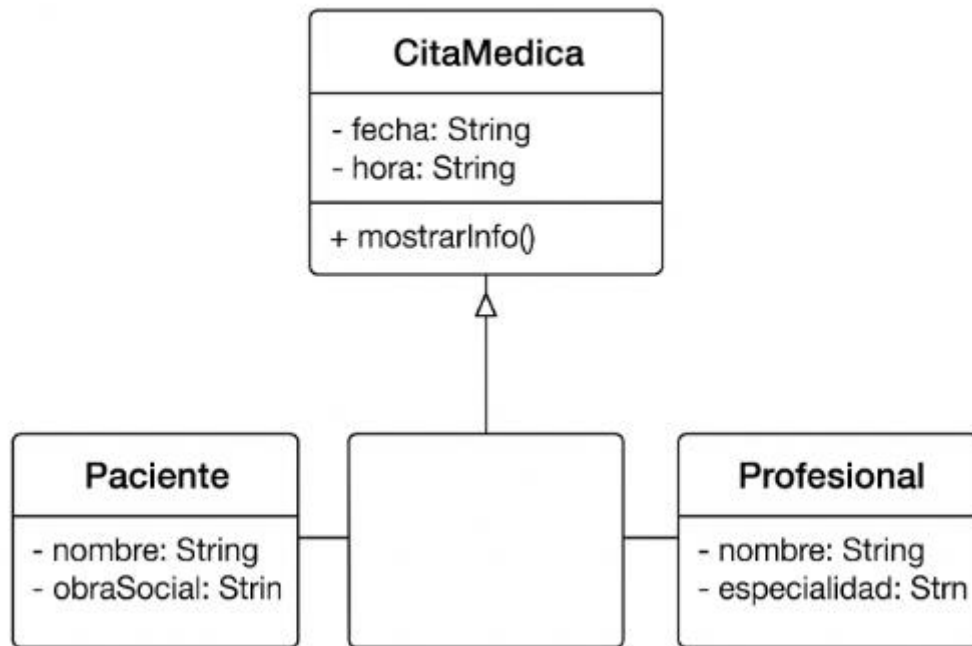 CitaMedica
- fecha: String
- hora: String
+ mostrarInfo()
Paciente
- nombre: String
- obraSocial: Strin
Profesional
- nombre: String
- especialidad: Strn